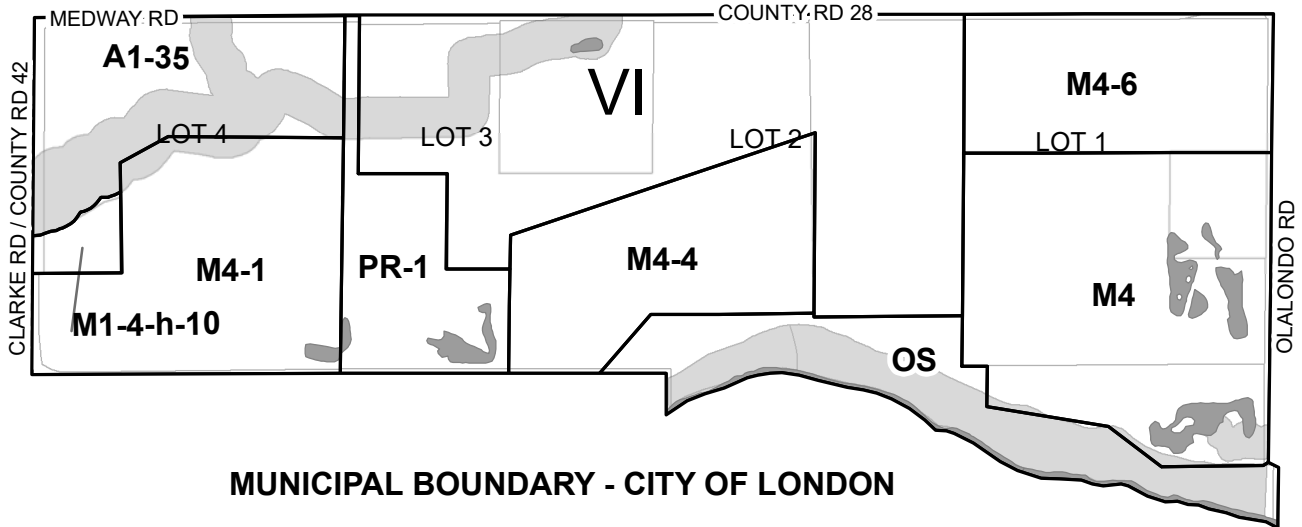 MEDWAY RD
COUNTY RD 28
CLARKE RD / COUNTY RD 42
A1-35
VI
M4-6
LOT 4
LOT 3
LOT 2
LOT 1
M4-1
PR-1
M4-4
M4
OLALONDO RD
M1-4-h-10
OS
MUNICIPAL BOUNDARY - CITY OF LONDON